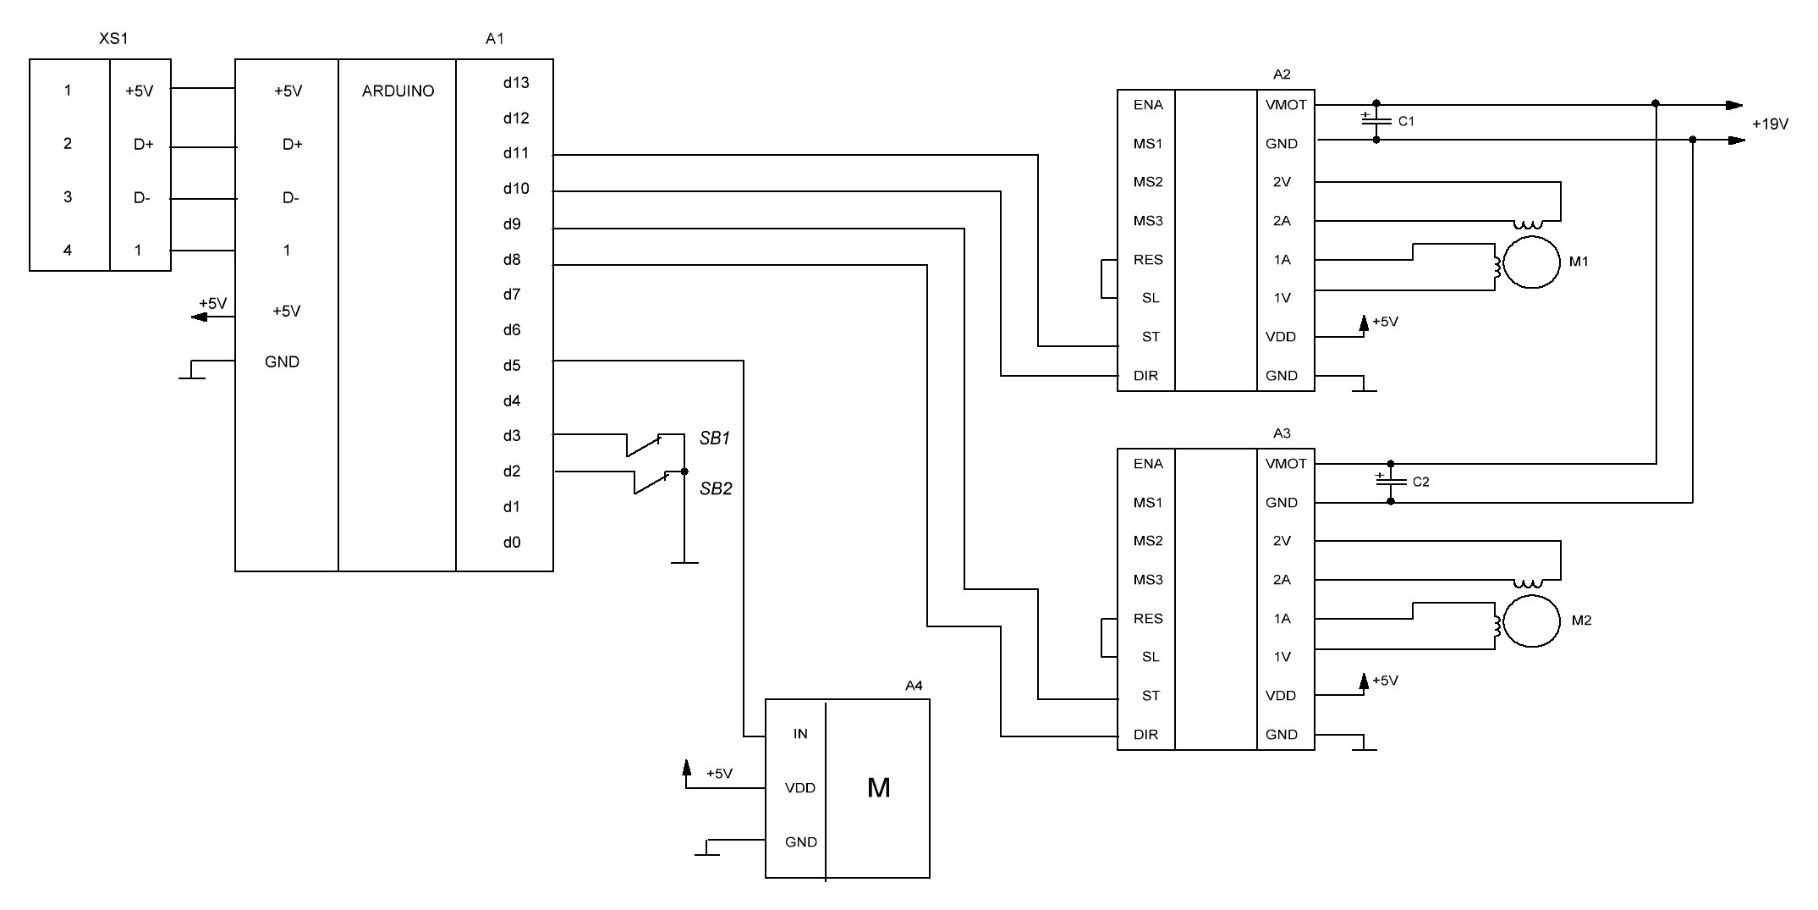 XS1
1 +5V
2 D+
3 D-
4 1
A1
+5V
D+
D-
1
+5V
+5V
GND
ARDUINO
d13
d12
d11
d10
d9
d8
d7
d6
d5
d4
d3
d2
d1
d0
SB1
SB2
A2
ENA
MS1
MS2
MS3
RES
SL
ST
DIR
VMOT
GND
2V
2A
1A
1V
VDD
GND
+
C1
+19V
M1
+5V
A3
ENA
MS1
MS2
MS3
RES
SL
ST
DIR
VMOT
GND
2V
2A
1A
1V
VDD
GND
+
C2
M2
+5V
A4
IN
+5V
VDD
GND
M